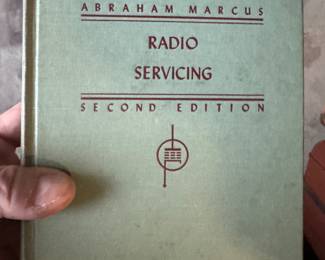 ABRAHAM MARCUS
RADIO
SERVICING
SECOND EDITION